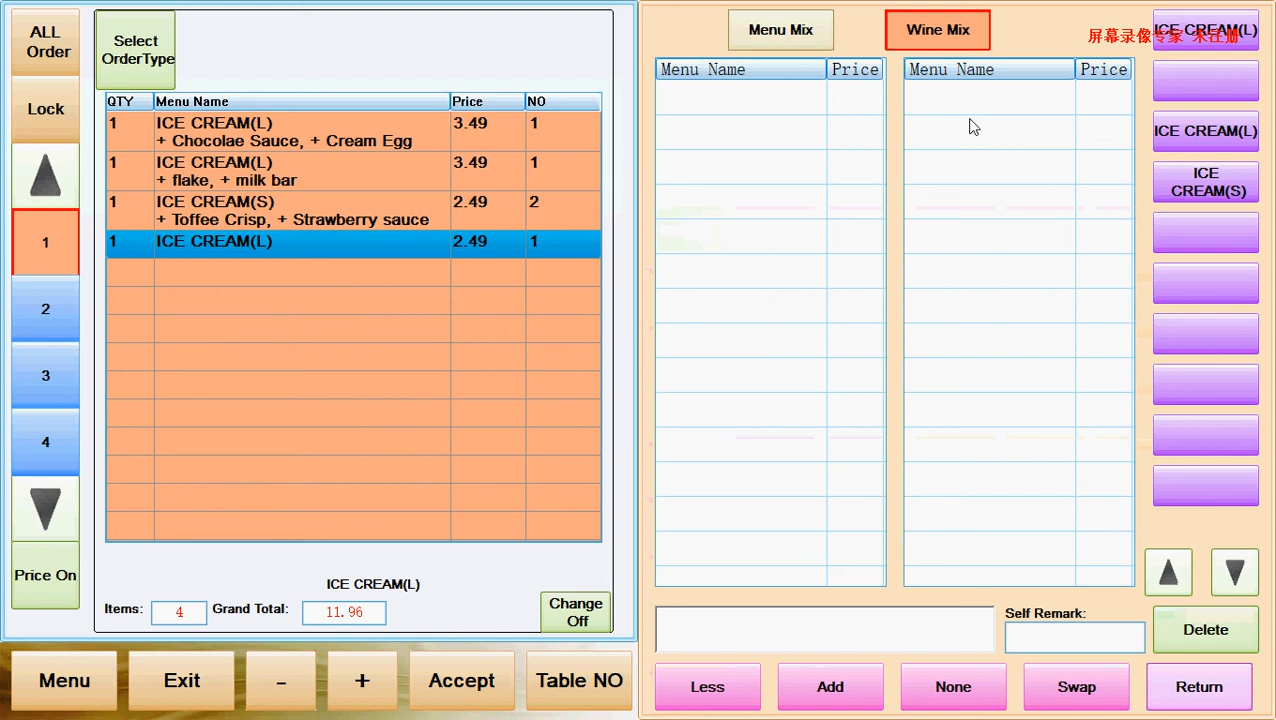 ALL
Order
Lock
1
2
3
4
Price On
Select
OrderType
QTY Menu Name Price NO
1 ICE CREAM(L) 3.49 1
+ Chocolae Sauce, + Cream Egg
1 ICE CREAM(L) 3.49 1
+ flake, + milk bar
1 ICE CREAM(S) 2.49 2
+ Toffee Crisp, + Strawberry sauce
1 ICE CREAM(L) 2.49 1
ICE CREAM(L)
Items: 4 Grand Total: 11.96
Change
Off
Menu Exit - + Accept Table NO
Menu Mix Wine Mix
屏幕录像专家 未注册
Menu Name Price Menu Name Price
ICE CREAM(L)
ICE CREAM(L)
ICE
CREAM(S)
Self Remark:
Delete
Less Add None Swap Return